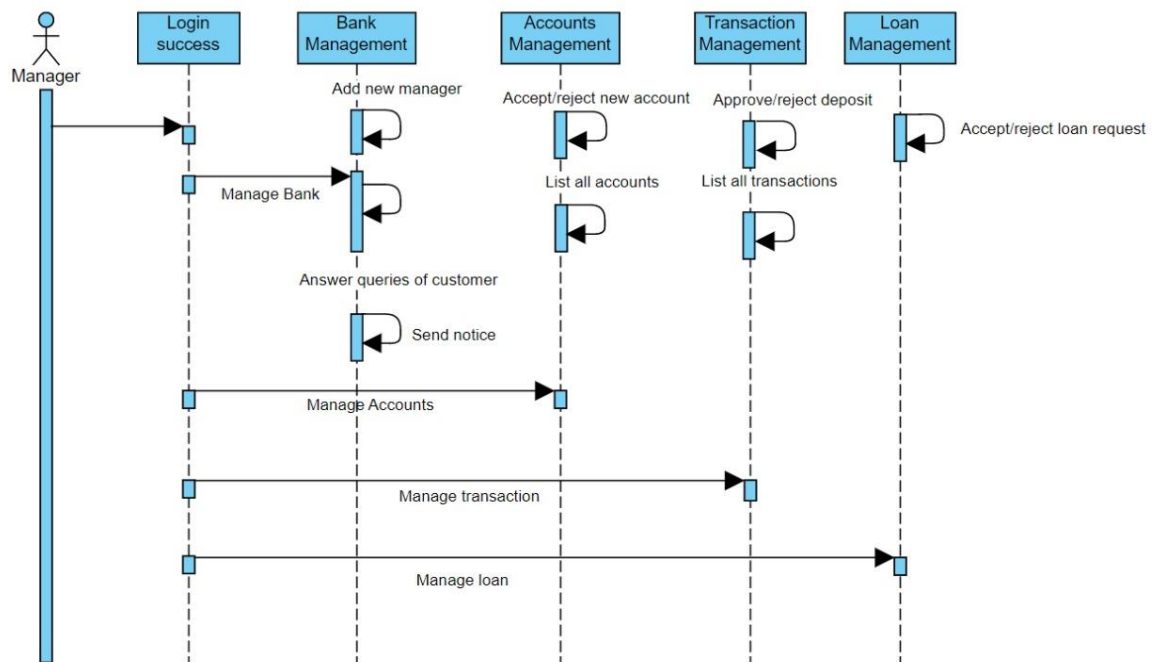 Manager
Login
success
Bank
Management
Accounts
Management
Transaction
Management
Loan
Management
Add new manager
Accept/reject new account
Approve/reject deposit
Accept/reject loan request
Manage Bank
List all accounts
List all transactions
Answer queries of customer
Send notice
Manage Accounts
Manage transaction
Manage loan